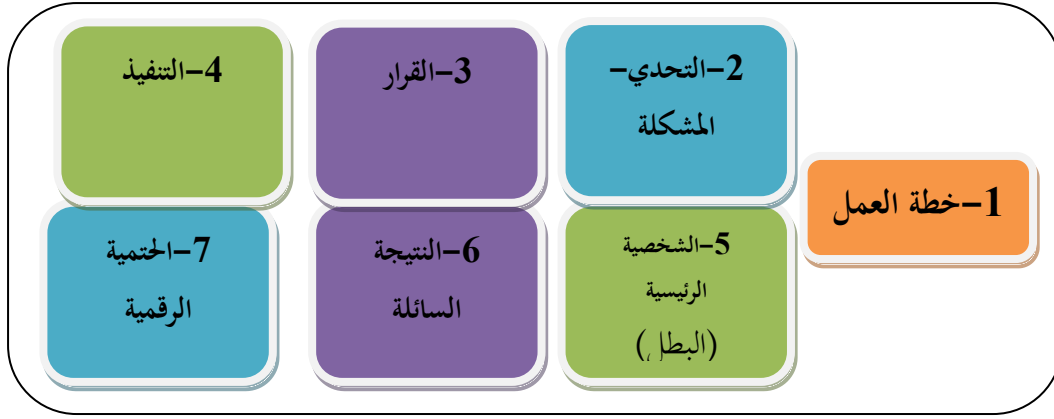 1-خطة العمل
2-التحدي-
المشكلة
3-القرار
4-التنفيذ
5-الشخصية
الرئيسية
(البطل)
6-النتيجة
السائلة
7-الحتمية
الرقمية